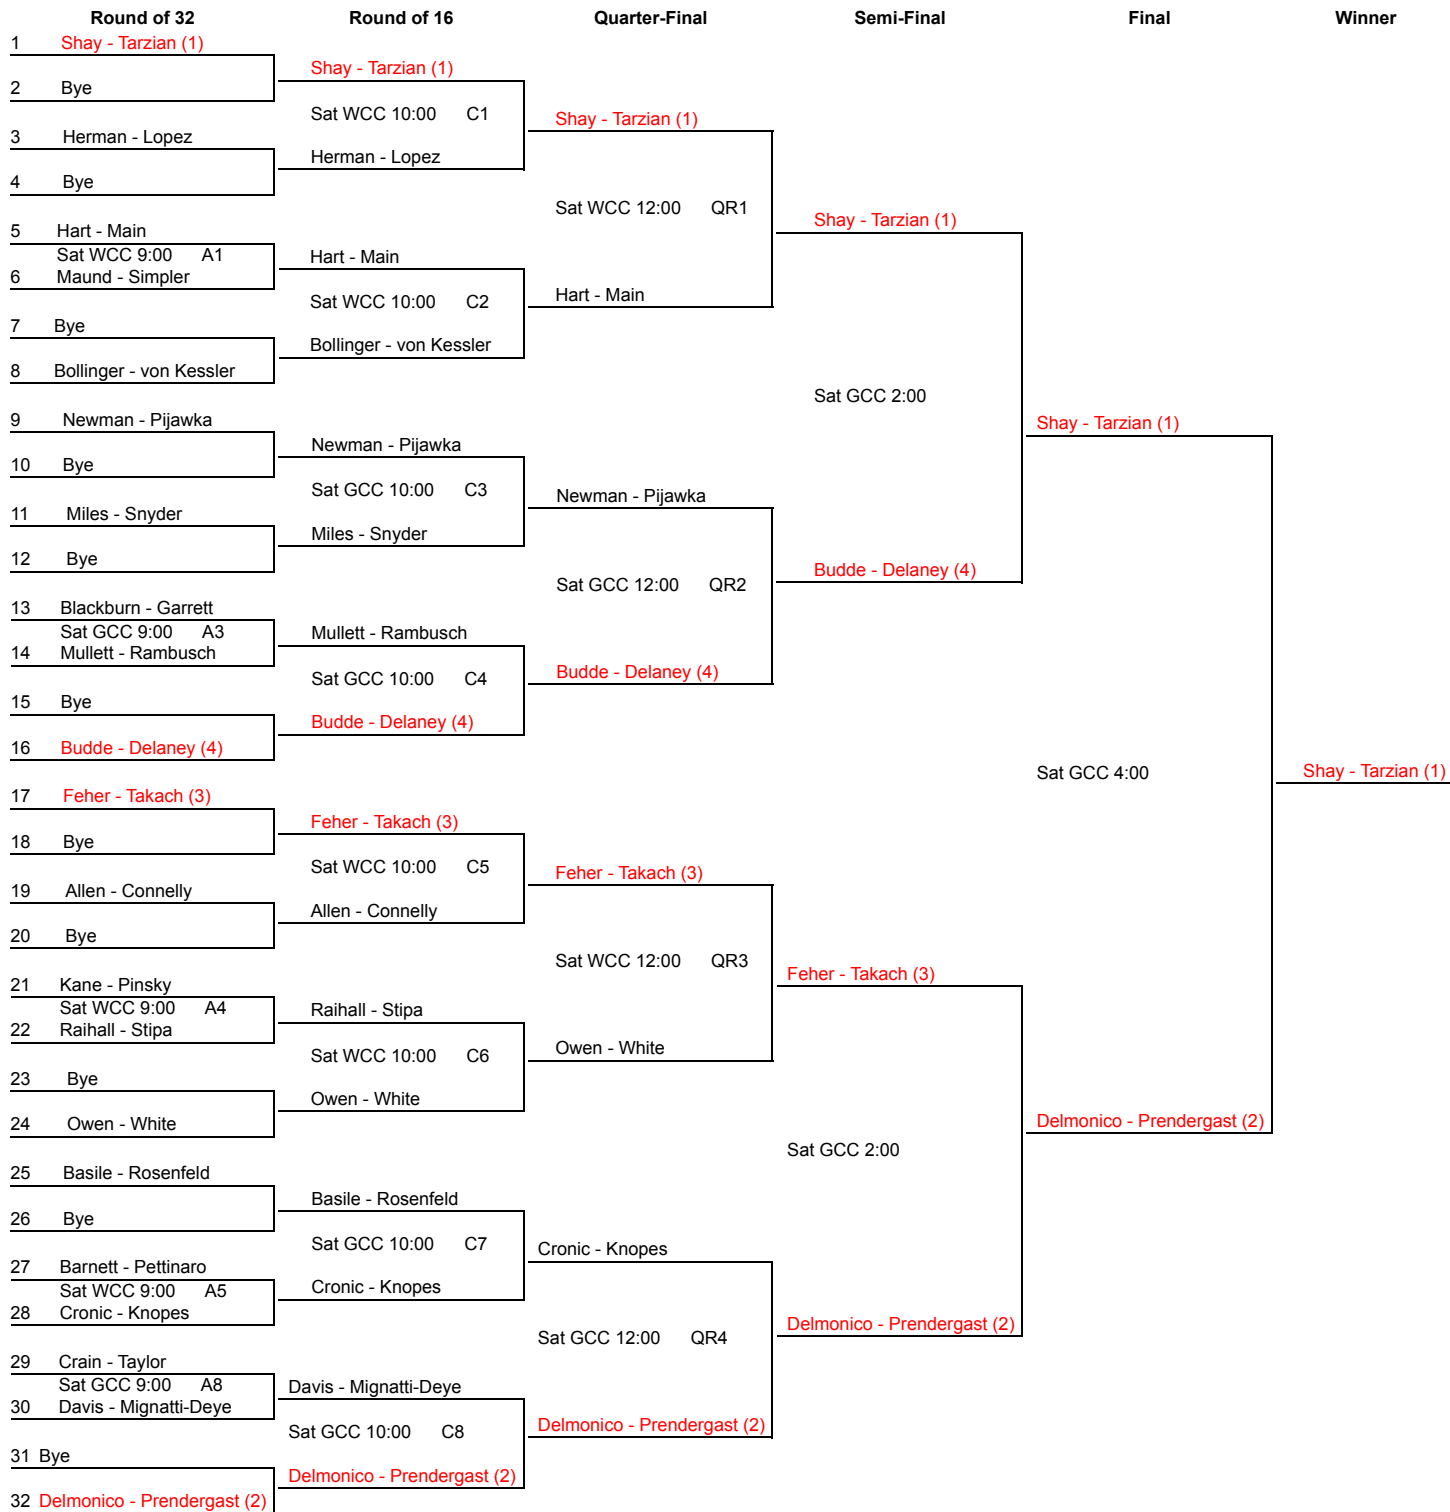 Round of 32
Round of 16
Quarter-Final
Semi-Final
Final
Winner
1 Shay - Tarzian (1)
2 Bye
3 Herman - Lopez
4 Bye
5 Hart - Main
Sat WCC 9:00 A1
6 Maund - Simpler
7 Bye
8 Bollinger - von Kessler
9 Newman - Pijawka
10 Bye
11 Miles - Snyder
12 Bye
13 Blackburn - Garrett
Sat GCC 9:00 A3
14 Mullett - Rambusch
15 Bye
16 Budde - Delaney (4)
17 Feher - Takach (3)
18 Bye
19 Allen - Connelly
20 Bye
21 Kane - Pinsky
Sat WCC 9:00 A4
22 Raihall - Stipa
23 Bye
24 Owen - White
25 Basile - Rosenfeld
26 Bye
27 Barnett - Pettinaro
Sat WCC 9:00 A5
28 Cronic - Knopes
29 Crain - Taylor
Sat GCC 9:00 A8
30 Davis - Mignatti-Deye
31 Bye
32 Delmonico - Prendergast (2)
Shay - Tarzian (1)
Sat WCC 10:00 C1
Herman - Lopez
Hart - Main
Sat WCC 10:00 C2
Bollinger - von Kessler
Newman - Pijawka
Sat GCC 10:00 C3
Miles - Snyder
Mullett - Rambusch
Sat GCC 10:00 C4
Budde - Delaney (4)
Feher - Takach (3)
Sat WCC 10:00 C5
Allen - Connelly
Raihall - Stipa
Sat WCC 10:00 C6
Owen - White
Basile - Rosenfeld
Sat GCC 10:00 C7
Cronic - Knopes
Davis - Mignatti-Deye
Sat GCC 10:00 C8
Delmonico - Prendergast (2)
Shay - Tarzian (1)
Sat WCC 12:00 QR1
Hart - Main
Newman - Pijawka
Sat GCC 12:00 QR2
Budde - Delaney (4)
Feher - Takach (3)
Sat WCC 12:00 QR3
Owen - White
Cronic - Knopes
Sat GCC 12:00 QR4
Delmonico - Prendergast (2)
Shay - Tarzian (1)
Sat GCC 2:00
Budde - Delaney (4)
Feher - Takach (3)
Sat GCC 2:00
Delmonico - Prendergast (2)
Shay - Tarzian (1)
Sat GCC 4:00
Delmonico - Prendergast (2)
Shay - Tarzian (1)